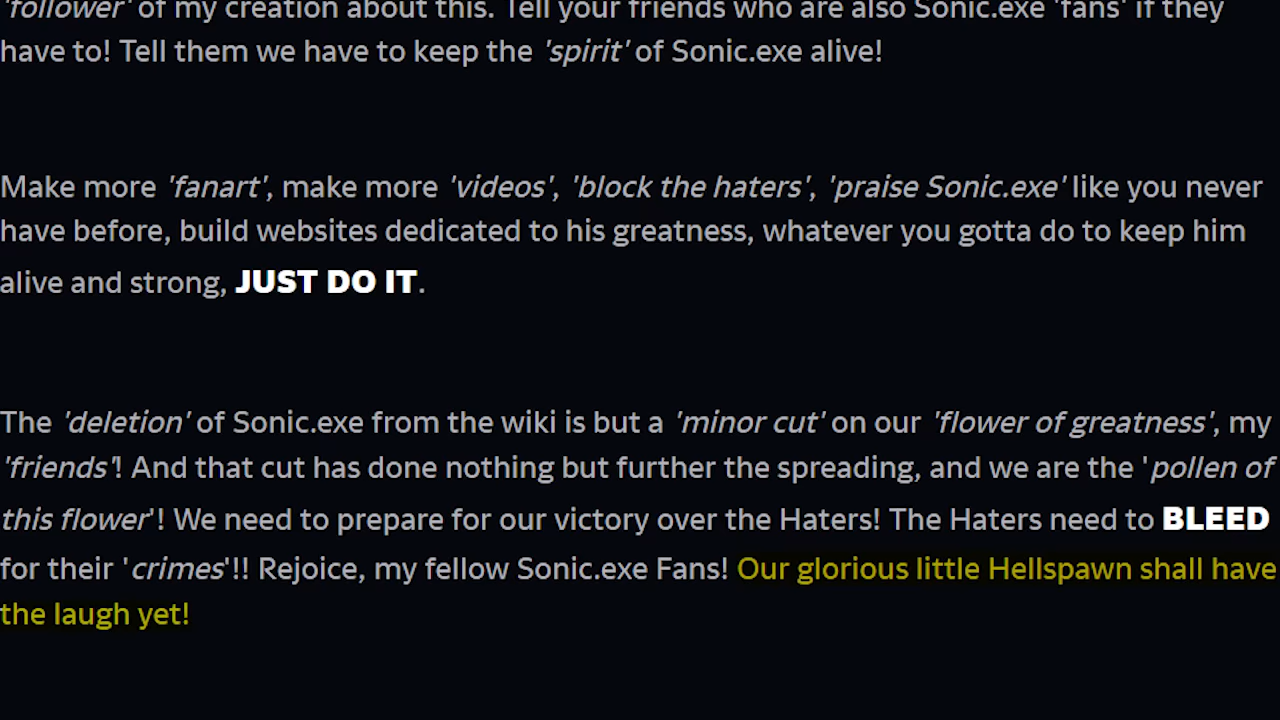 'follower' of my creation about this. Tell your friends who are also Sonic.exe 'fans' if they
have to! Tell them we have to keep the 'spirit' of Sonic.exe alive!
Make more 'fanart', make more 'videos', 'block the haters', 'praise Sonic.exe' like you never
have before, build websites dedicated to his greatness, whatever you gotta do to keep him
alive and strong, JUST DO IT.
The 'deletion' of Sonic.exe from the wiki is but a 'minor cut' on our 'flower of greatness', my
'friends'! And that cut has done nothing but further the spreading, and we are the 'pollen of
this flower'! We need to prepare for our victory over the Haters! The Haters need to BLEED
for their 'crimes'!! Rejoice, my fellow Sonic.exe Fans! Our glorious little Hellspawn shall have
the laugh yet!